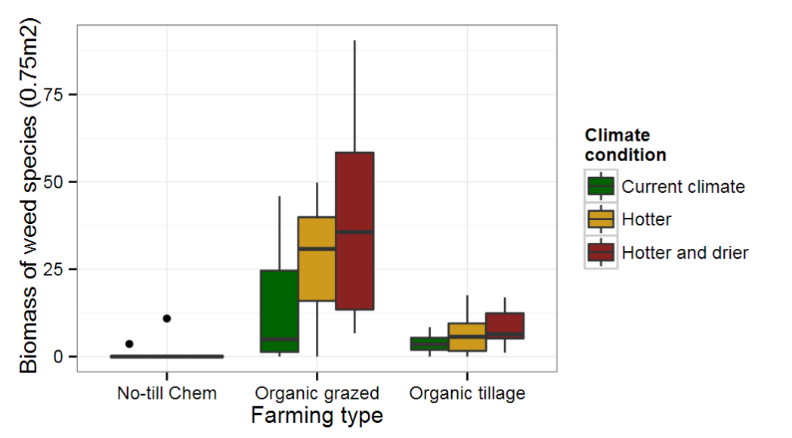 Biomass of weed species (0.75m2)
75
50
25
0
No-till Chem
Organic grazed
Organic tillage
Farming type
Climate
condition
Current climate
Hotter
Hotter and drier